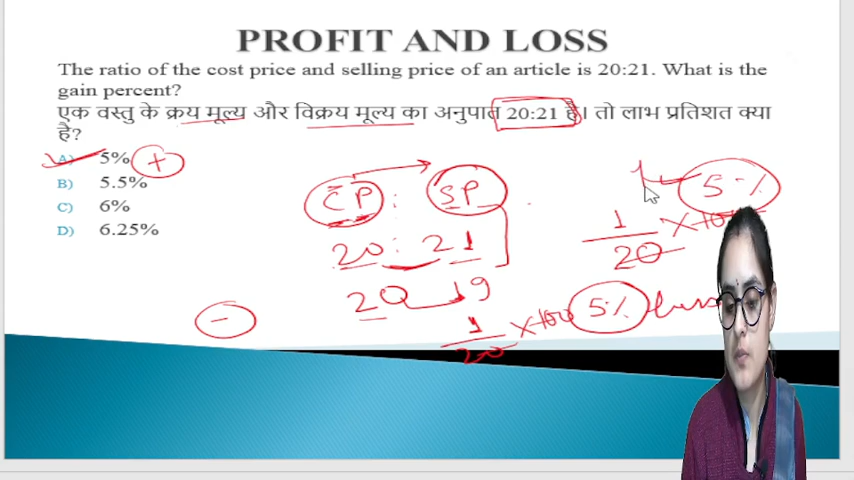 PROFIT AND LOSS
The ratio of the cost price and selling price of an article is 20:21. What is the
gain percent?
एक वस्तु के क्रय मूल्य और विक्रय मूल्य का अनुपात 20:21 है। तो लाभ प्रतिशत क्या
है?
A) 5% +
B) 5.5%
C) 6%
D) 6.25%
CP : SP
20 : 21
20 19
-
1/20 × 100 5% loss
5%
1/20 × 100